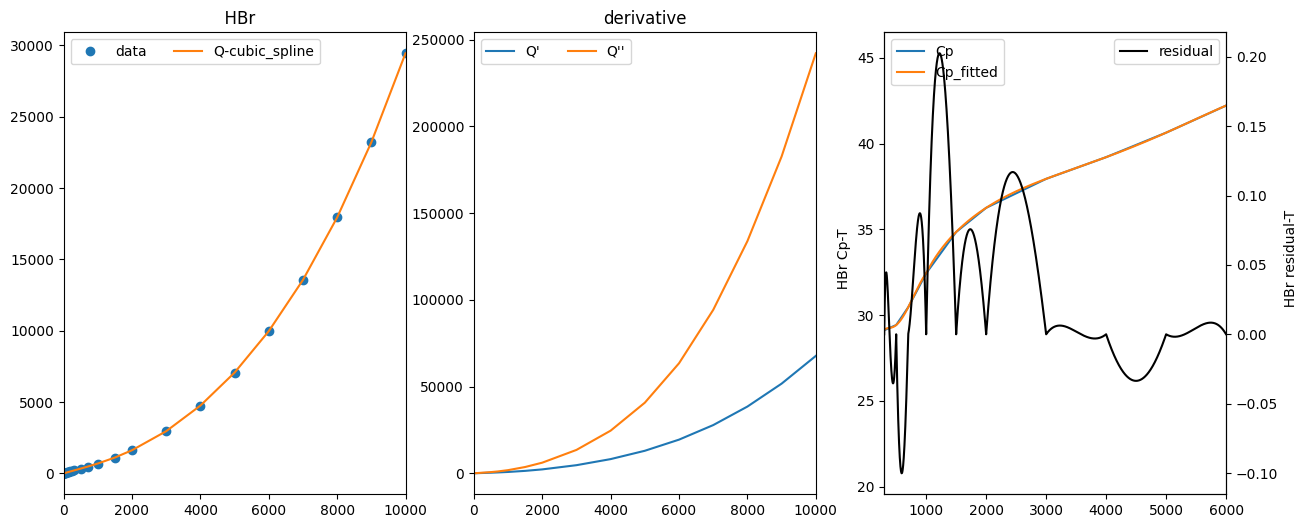 HBr
data
Q-cubic_spline
30000
25000
20000
15000
10000
5000
0
0 2000 4000 6000 8000 10000
derivative
Q'
Q''
250000
200000
150000
100000
50000
0
0 2000 4000 6000 8000 10000
Cp
Cp_fitted
residual
HBr Cp-T
45
40
35
30
25
20
1000 2000 3000 4000 5000 6000
0.20
0.15
0.10
0.05
0.00
−0.05
−0.10
HBr residual-T